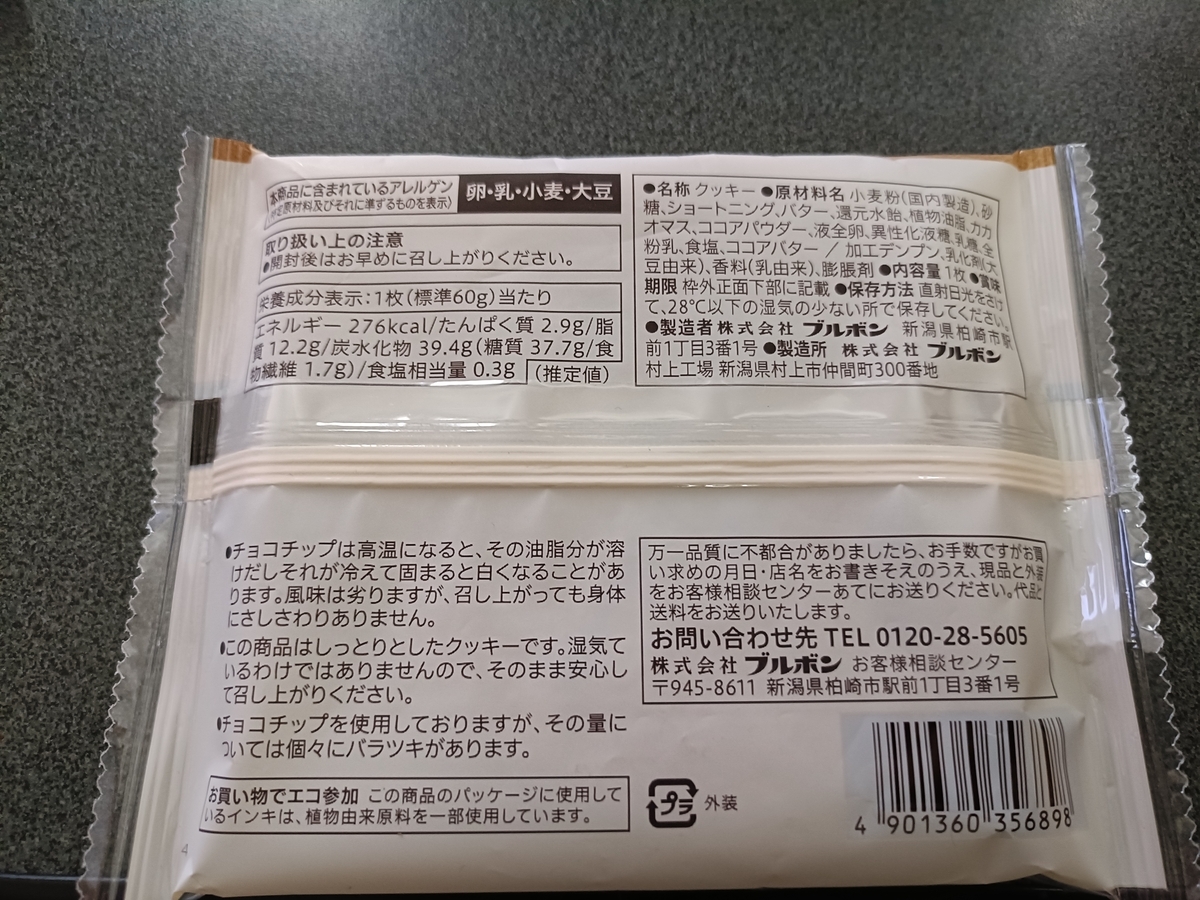 本商品に含まれているアレルゲン
(特定原材料及びそれに準ずるものを表示)
卵・乳・小麦・大豆
取り扱い上の注意
●開封後はお早めに召し上がりください。
栄養成分表示:1枚(標準60g)当たり
エネルギー 276kcal/たんぱく質 2.9g/脂
質 12.2g/炭水化物 39.4g(糖質 37.7g/食
物繊維 1.7g)/食塩相当量 0.3g (推定値)
●名称 クッキー ●原材料名 小麦粉(国内製造)、砂
糖、ショートニング、バター、還元水飴、植物油脂、カカ
オマス、ココアパウダー、液全卵、異性化液糖、乳糖、全
粉乳、食塩、ココアバター / 加工デンプン、乳化剤(大
豆由来)、香料(乳由来)、膨脹剤 ●内容量 1枚 ●賞味
期限 枠外正面下部に記載 ●保存方法 直射日光をさけ
て、28℃以下の湿気の少ない所で保存してください。
●製造者 株式会社 ブルボン 新潟県柏崎市駅
前1丁目3番1号 ●製造所 株式会社 ブルボン
村上工場 新潟県村上市仲間町300番地
●チョコチップは高温になると、その油脂分が溶
けだしそれが冷えて固まると白くなることがあ
ります。風味は劣りますが、召し上がっても身体
にさしさわりありません。
●この商品はしっとりとしたクッキーです。湿気て
いるわけではありませんので、そのまま安心し
て召し上がりください。
●チョコチップを使用しておりますが、その量に
ついては個々にバラツキがあります。
お買い物でエコ参加 この商品のパッケージに使用して
いるインキは、植物由来原料を一部使用しています。
万一品質に不都合がありましたら、お手数ですがお買
い求めの月日・店名をお書きそえのうえ、現品と外装
をお客様相談センターあてにお送りください。代品と
送料をお送りいたします。
お問い合わせ先 TEL 0120-28-5605
株式会社 ブルボン お客様相談センター
〒945-8611 新潟県柏崎市駅前1丁目3番1号
プラ 外装
4 901360 356898
4